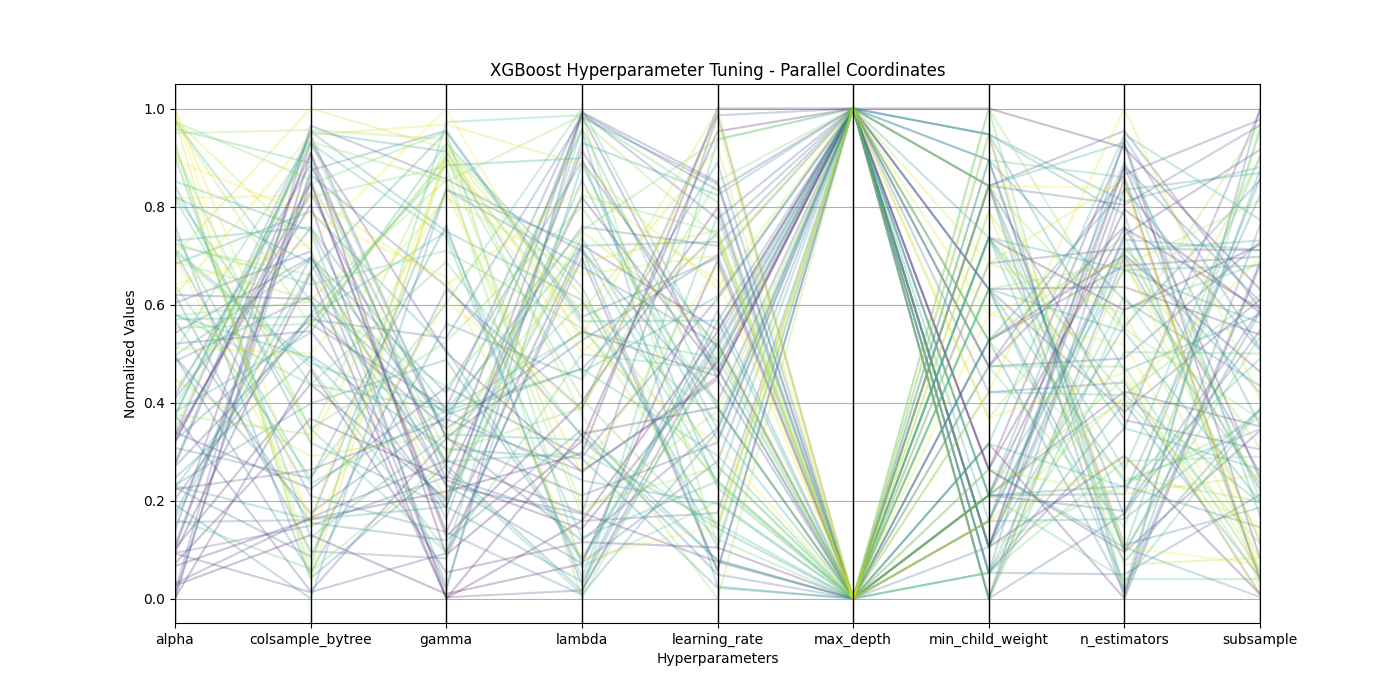 XGBoost Hyperparameter Tuning - Parallel Coordinates
1.0
0.8
0.6
0.4
0.2
0.0
Normalized Values
alpha colsample_bytree gamma lambda learning_rate max_depth min_child_weight n_estimators subsample
Hyperparameters